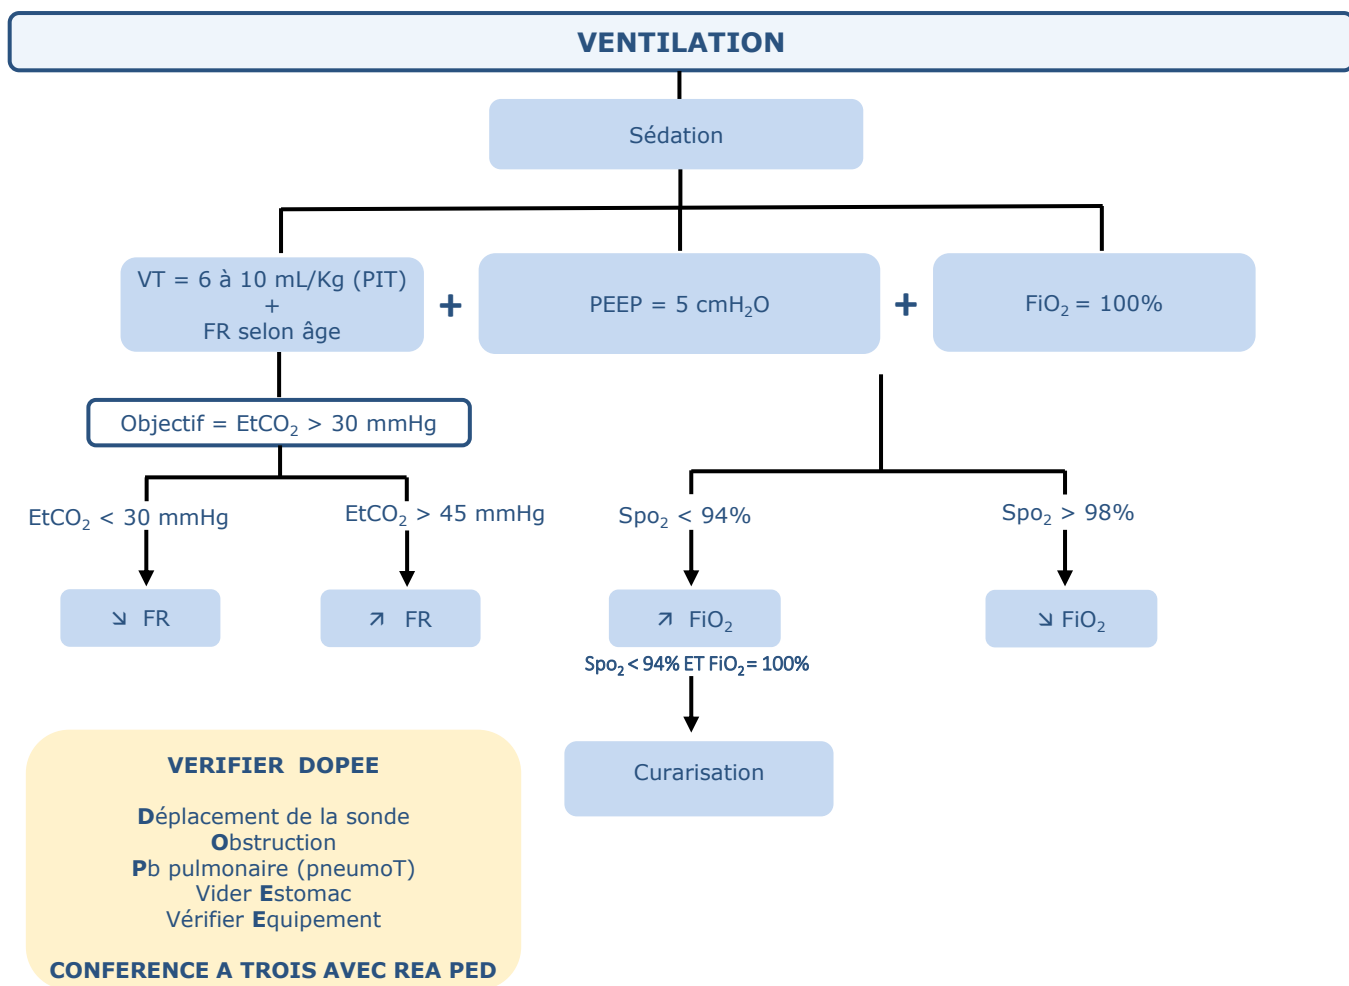 VENTILATION
Sédation
VT = 6 à 10 mL/Kg (PIT)
+
FR selon âge
+
PEEP = 5 cmH₂O
+
FiO₂ = 100%
Objectif = EtCO₂ > 30 mmHg
EtCO₂ < 30 mmHg
EtCO₂ > 45 mmHg
Spo₂ < 94%
Spo₂ > 98%
↘ FR
↗ FR
↗ FiO₂
↘ FiO₂
Spo₂ < 94% ET FiO₂ = 100%
Curarisation
VERIFIER DOPEE
Déplacement de la sonde
Obstruction
Pb pulmonaire (pneumoT)
Vider Estomac
Vérifier Equipement
CONFERENCE A TROIS AVEC REA PED